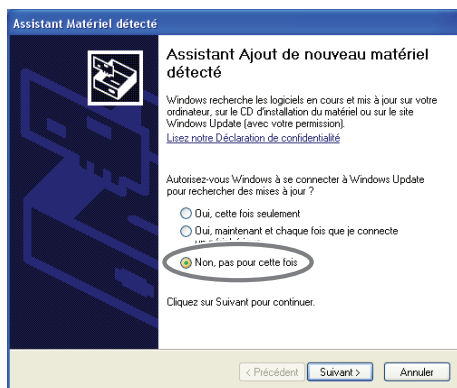 Assistant Matériel détecté
Assistant Ajout de nouveau matériel
détecté
Windows recherche les logiciels en cours et mis à jour sur votre
ordinateur, sur le CD d'installation du matériel ou sur le site
Windows Update (avec votre permission).
Lisez notre Déclaration de confidentialité
Autorisez-vous Windows à se connecter à Windows Update
pour rechercher des mises à jour ?
Oui, cette fois seulement
Oui, maintenant et chaque fois que je connecte
Non, pas pour cette fois
Cliquez sur Suivant pour continuer.
< Précédent Suivant > Annuler